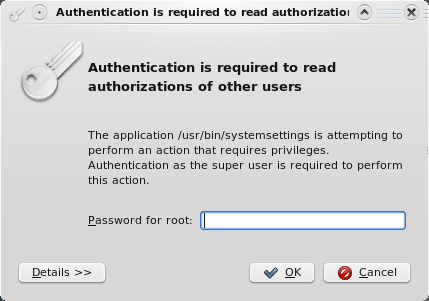 Authentication is required to read authorization
Authentication is required to read
authorizations of other users
The application /usr/bin/systemsettings is attempting to
perform an action that requires privileges.
Authentication as the super user is required to perform
this action.
Password for root:
Details >>
OK
Cancel